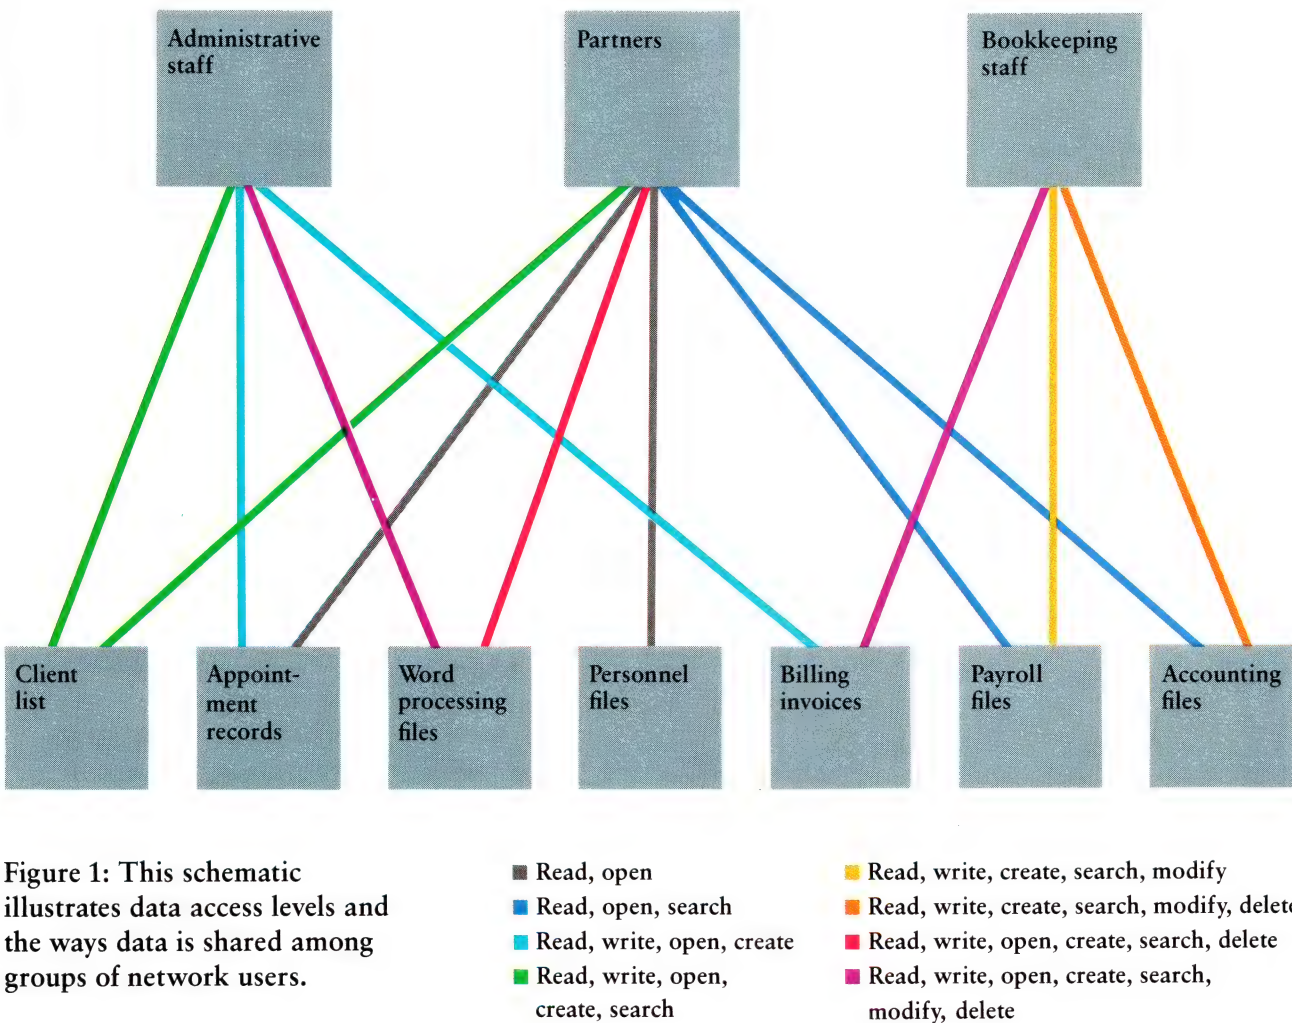 Administrative
staff
Partners
Bookkeeping
staff
Client
list
Appoint-
ment
records
Word
processing
files
Personnel
files
Billing
invoices
Payroll
files
Accounting
files
Figure 1: This schematic
illustrates data access levels and
the ways data is shared among
groups of network users.
Read, open
Read, open, search
Read, write, open, create
Read, write, open,
create, search
Read, write, create, search, modify
Read, write, create, search, modify, delete
Read, write, open, create, search, delete
Read, write, open, create, search,
modify, delete